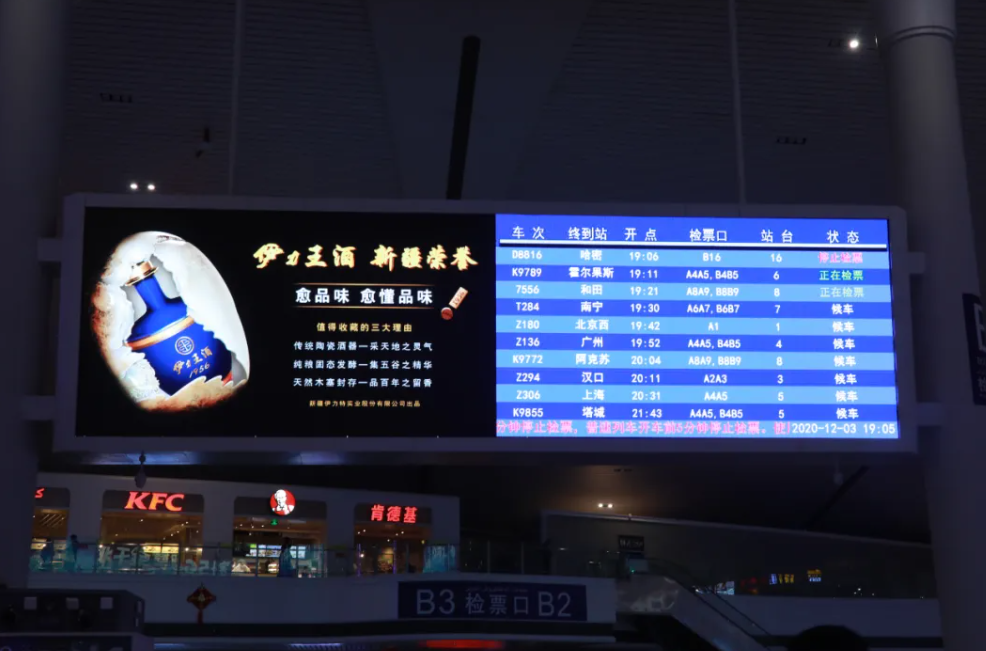 伊力王酒 新疆荣誉
愈品味 愈懂品味
值得收藏的三大理由
传统陶瓷酒器—采天地之灵气
纯粮固态发酵—集五谷之精华
天然木塞封存—品百年之留香
新疆伊力特实业股份有限公司出品
伊力王酒
1956
车次 终到站 开点 检票口 站台 状态
D8816 哈密 19:06 B16 16 停止检票
K9789 霍尔果斯 19:11 A4A5, B4B5 6 正在检票
7556 和田 19:21 A8A9, B8B9 8 正在检票
T284 南宁 19:30 A6A7, B6B7 7 候车
Z180 北京西 19:42 A1 1 候车
Z136 广州 19:52 A4A5, B4B5 4 候车
K9772 阿克苏 20:04 A8A9, B8B9 8 候车
Z294 汉口 20:11 A2A3 3 候车
Z306 上海 20:31 A4A5 5 候车
K9855 塔城 21:43 A4A5, B4B5 5 候车
分钟停止检票，普通列车开车前6分钟停止检票。 2020-12-03 19:05
KFC
肯德基
B3 检票口 B2